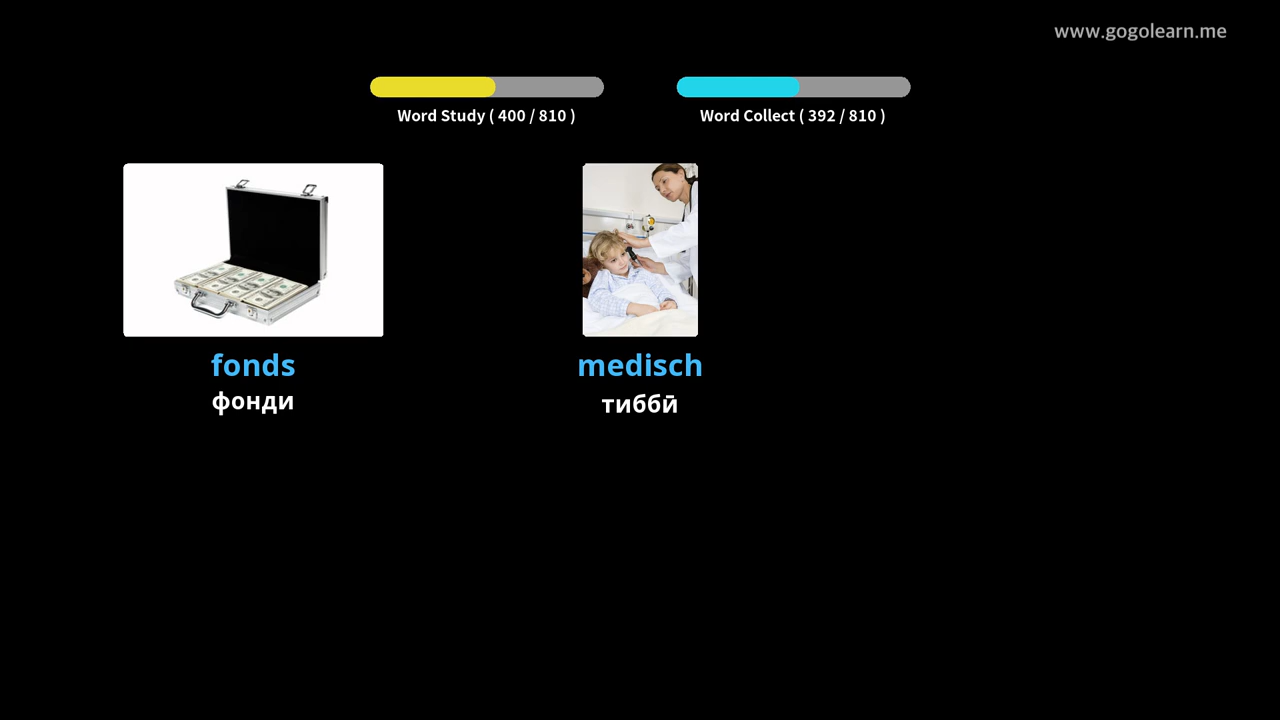 www.gogolearn.me
Word Study ( 400 / 810 )
Word Collect ( 392 / 810 )
fonds
фонди
medisch
тиббӣ